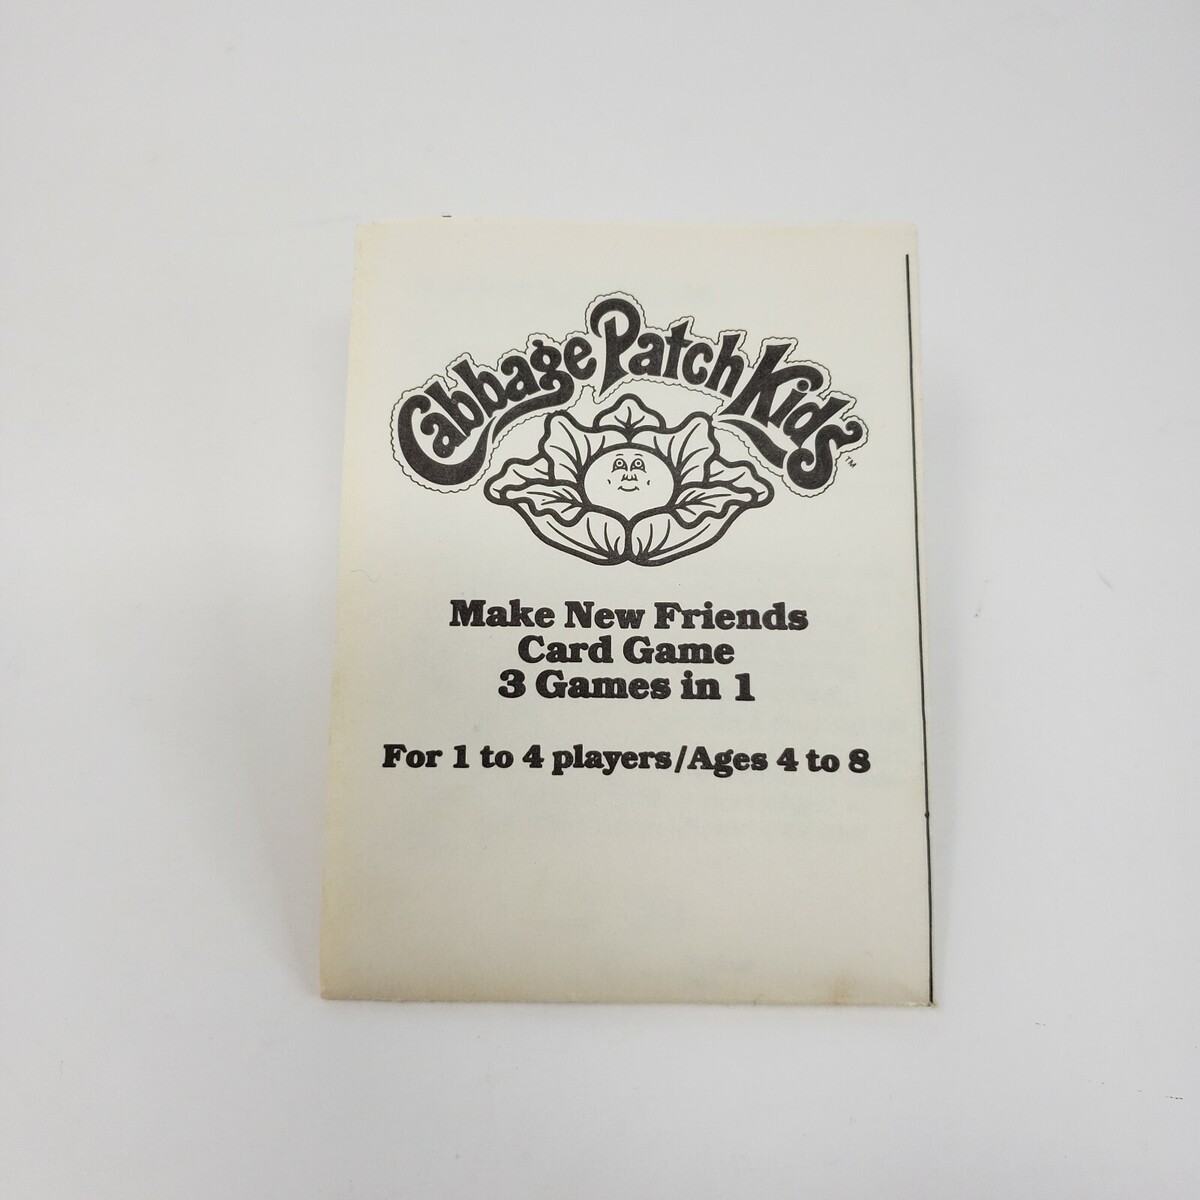 Cabbage Patch Kids™
Make New Friends
Card Game
3 Games in 1
For 1 to 4 players/Ages 4 to 8